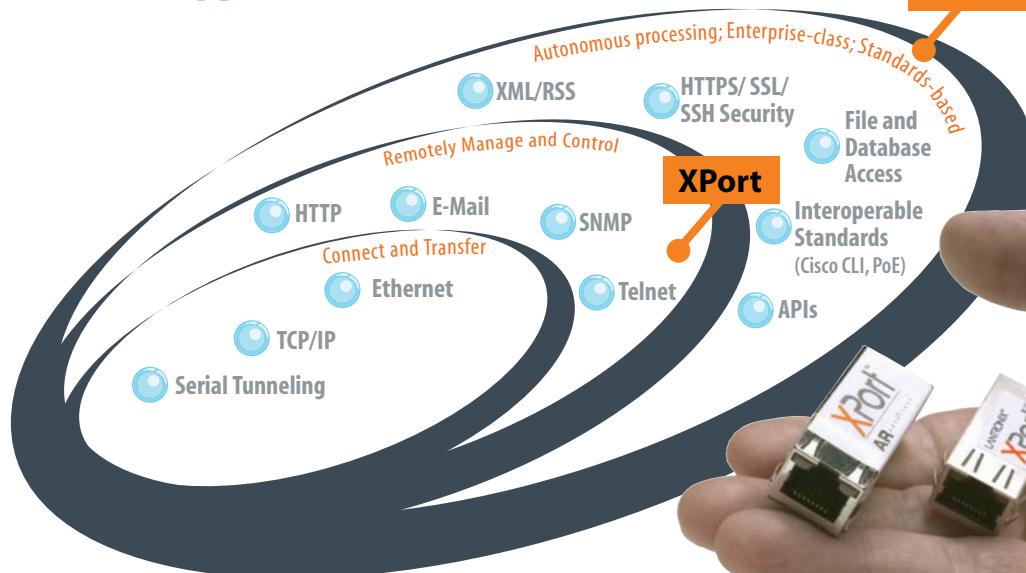 Autonomous processing; Enterprise-class; Standards-based
XML/RSS
HTTPS/ SSL/
SSH Security
File and
Database
Access
Remotely Manage and Control
XPort
HTTP
E-Mail
SNMP
Interoperable
Standards
(Cisco CLI, PoE)
Connect and Transfer
Ethernet
Telnet
APIs
TCP/IP
Serial Tunneling
XPort
AR
LANTRONIX